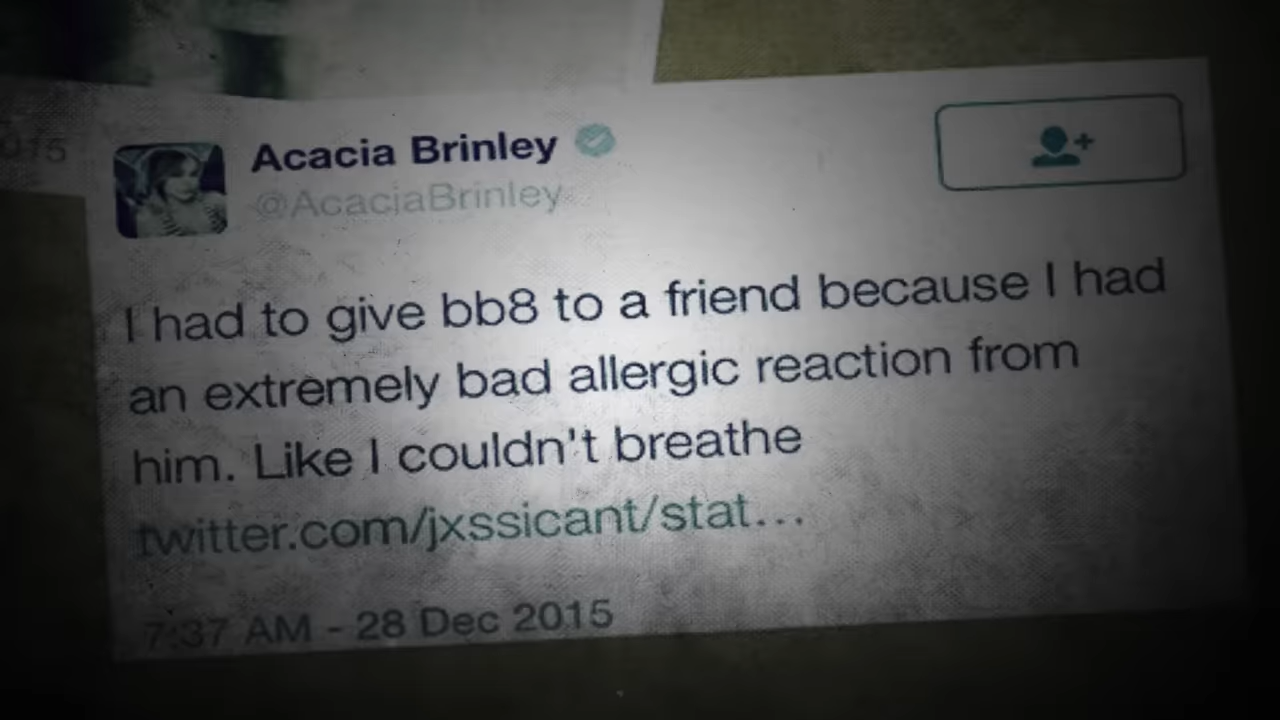 015
Acacia Brinley
@AcaciaBrinley
I had to give bb8 to a friend because I had
an extremely bad allergic reaction from
him. Like I couldn't breathe
twitter.com/jxssicant/stat...
7:37 AM - 28 Dec 2015